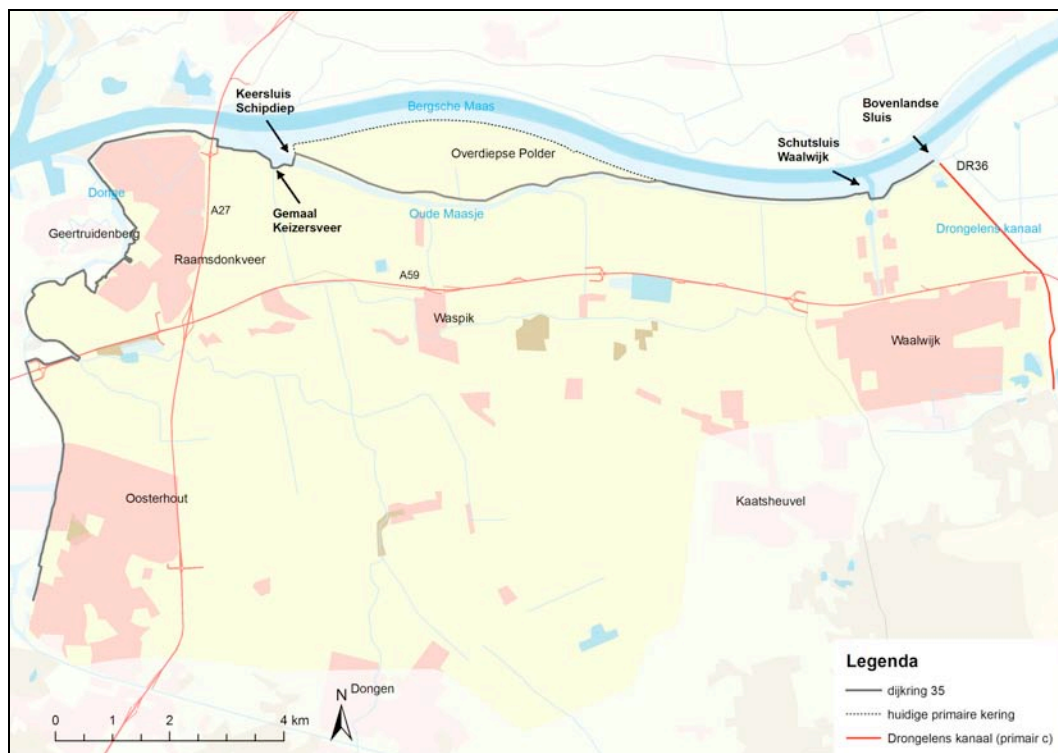 Keersluis
Schipdiep
Bergsche Maas
Bovenlandse
Sluis
Overdiepse Polder
Schutsluis
Waalwijk
DR36
Donge
A27
Gemaal
Keizersveer
Oude Maasje
Drongelens kanaal
Geertruidenberg
Raamsdonkveer
A59
Waspik
Waalwijk
Oosterhout
Kaatsheuvel
Dongen
N
0 1 2 4 km
Legenda
dijkring 35
huidige primaire kering
Drongelens kanaal (primair c)